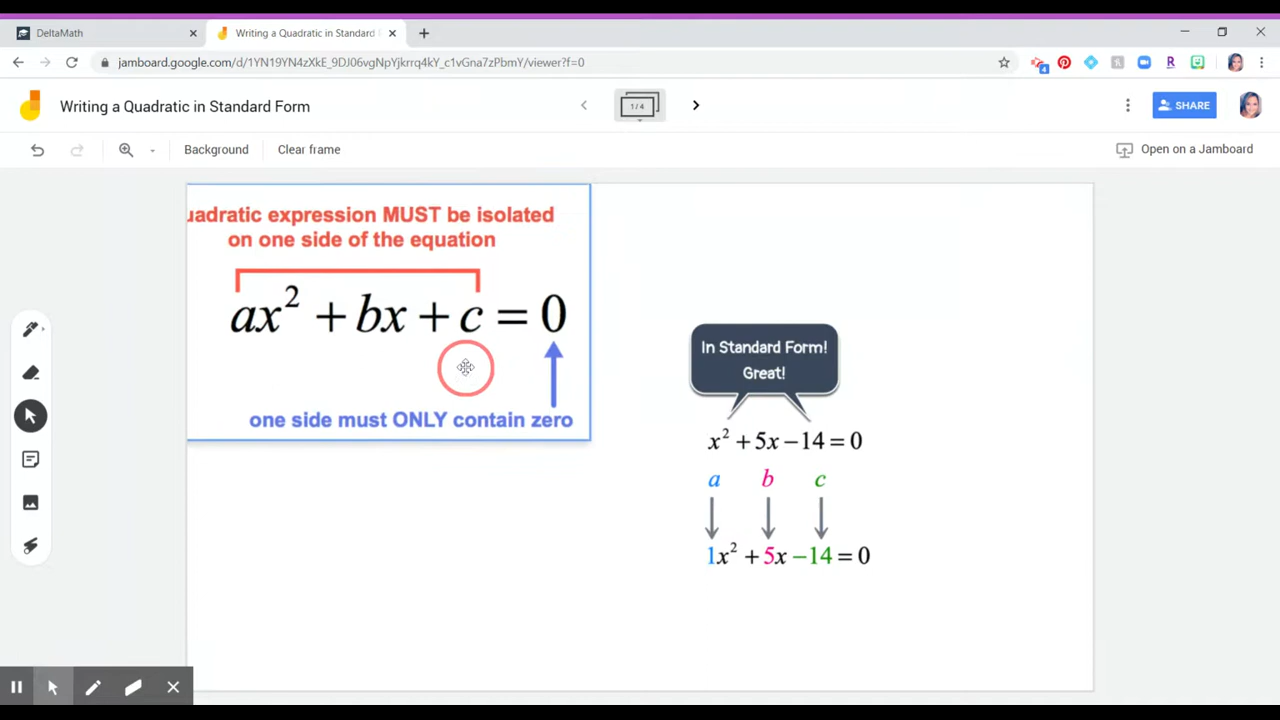 DeltaMath
Writing a Quadratic in Standard
jamboard.google.com/d/1YN19YN4zXkE_9DJ06vgNpYjkrrq4kY_c1vGna7zPbmY/viewer?f=0
4
R
Writing a Quadratic in Standard Form
1/4
SHARE
Background
Clear frame
Open on a Jamboard
uadratic expression MUST be isolated
on one side of the equation
ax² + bx + c = 0
one side must ONLY contain zero
In Standard Form!
Great!
x² + 5x − 14 = 0
a b c
1x² + 5x − 14 = 0